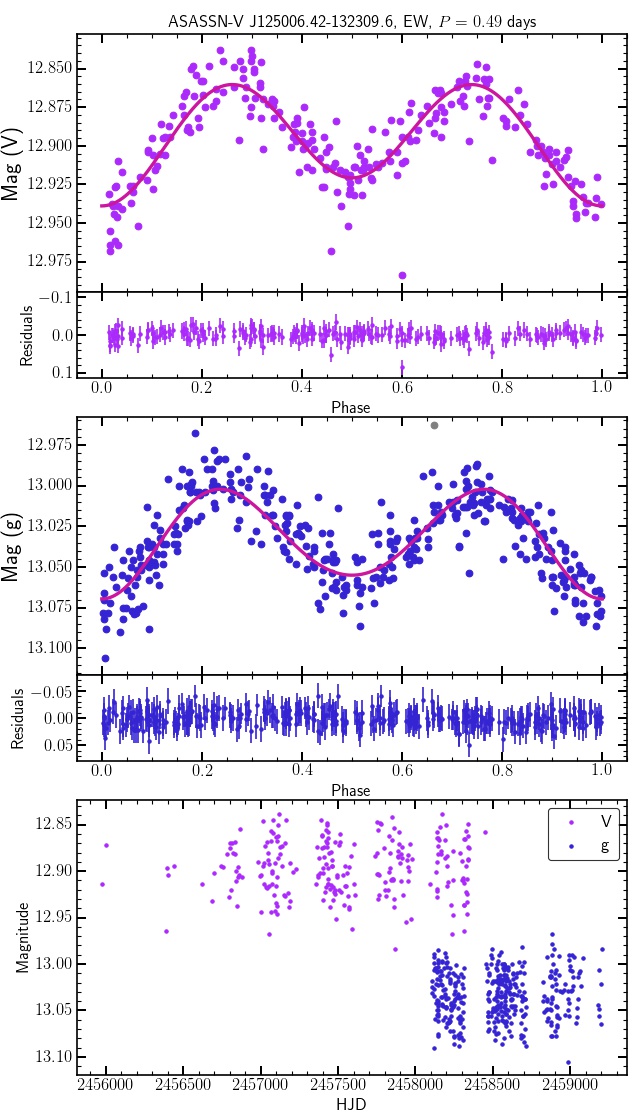 ASASSN-V J125006.42-132309.6, EW, P = 0.49 days
Mag (V)
12.850
12.875
12.900
12.925
12.950
12.975
Residuals
−0.1
0.0
0.1
0.0 0.2 0.4 0.6 0.8 1.0
Phase
Mag (g)
12.975
13.000
13.025
13.050
13.075
13.100
Residuals
−0.05
0.00
0.05
0.0 0.2 0.4 0.6 0.8 1.0
Phase
V
g
Magnitude
12.85
12.90
12.95
13.00
13.05
13.10
2456000 2456500 2457000 2457500 2458000 2458500 2459000
HJD